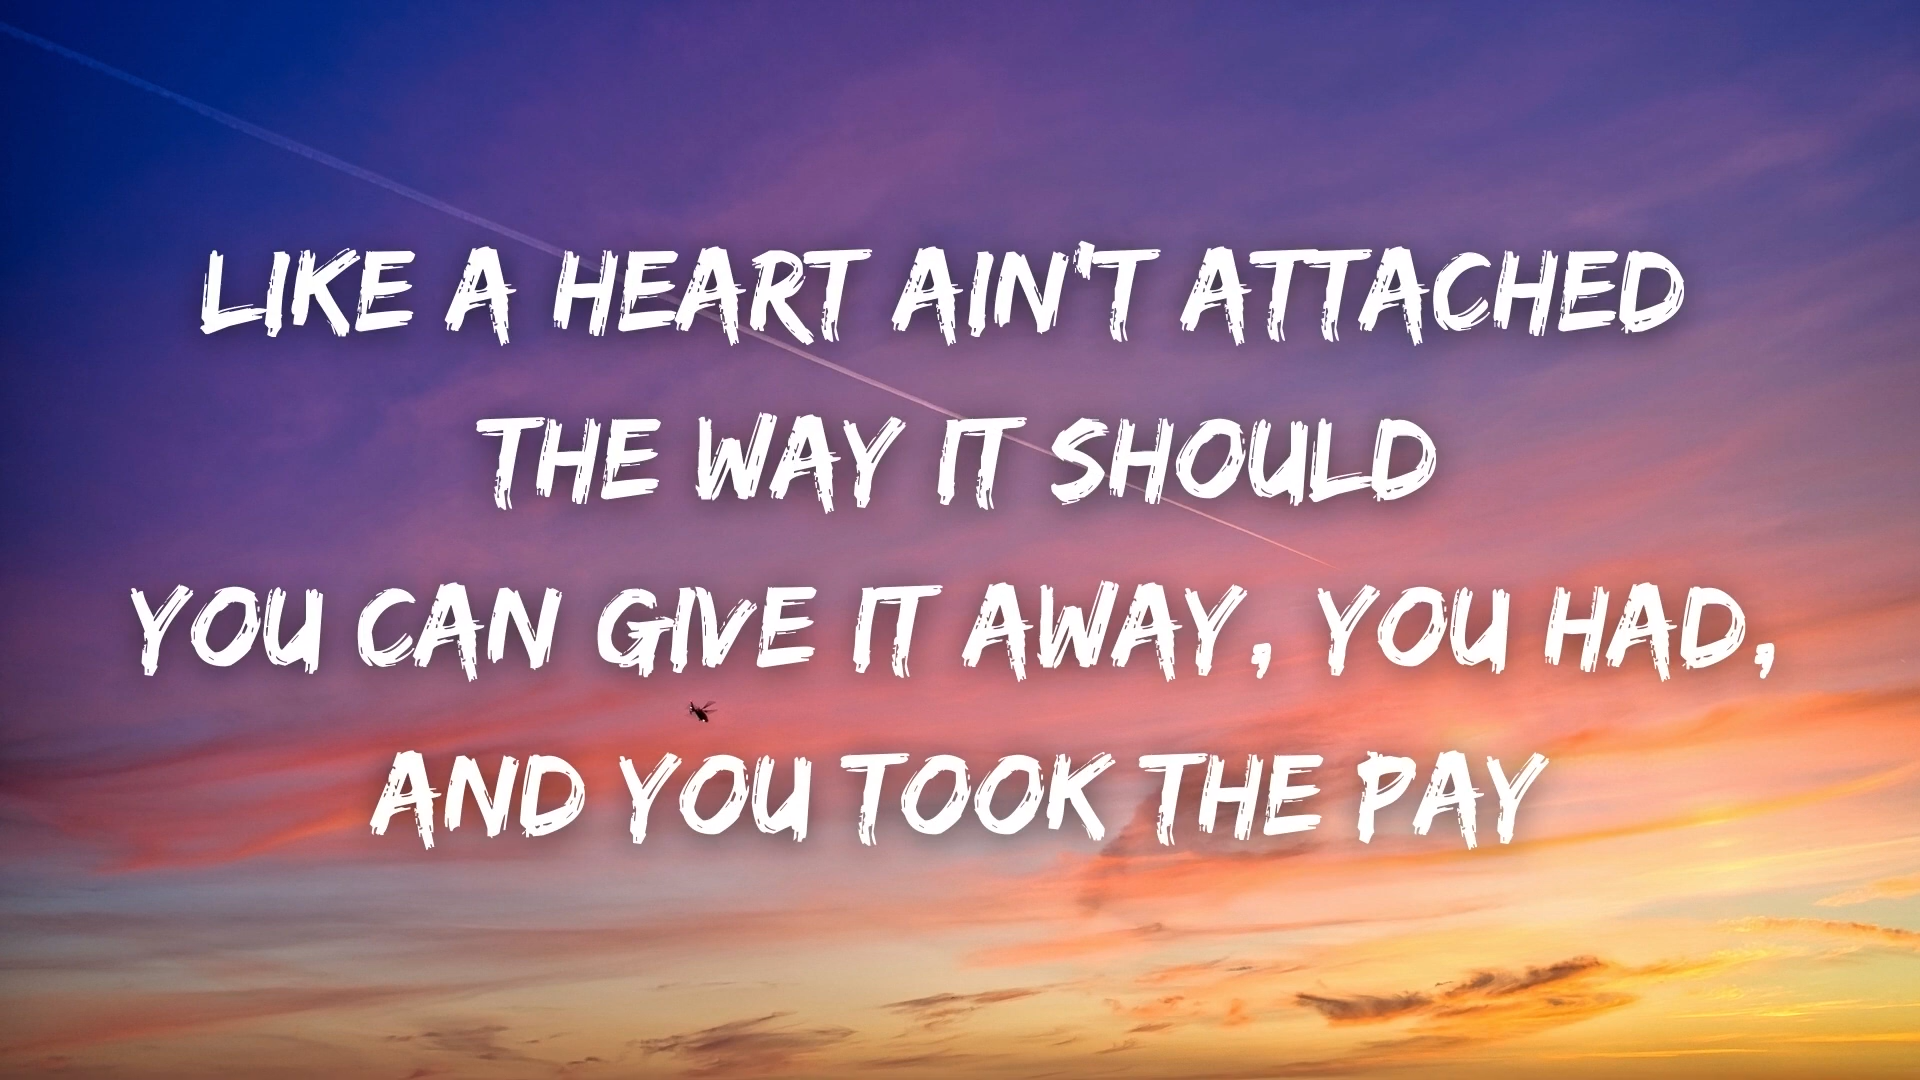 LIKE A HEART AIN'T ATTACHED
THE WAY IT SHOULD
YOU CAN GIVE IT AWAY, YOU HAD,
AND YOU TOOK THE PAY